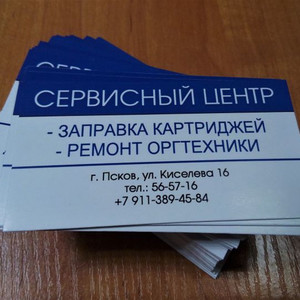 СЕРВИСНЫЙ ЦЕНТР
- ЗАПРАВКА КАРТРИДЖЕЙ
- РЕМОНТ ОРГТЕХНИКИ
г. Псков, ул. Киселева 16
тел.: 56-57-16
+7 911-389-45-84